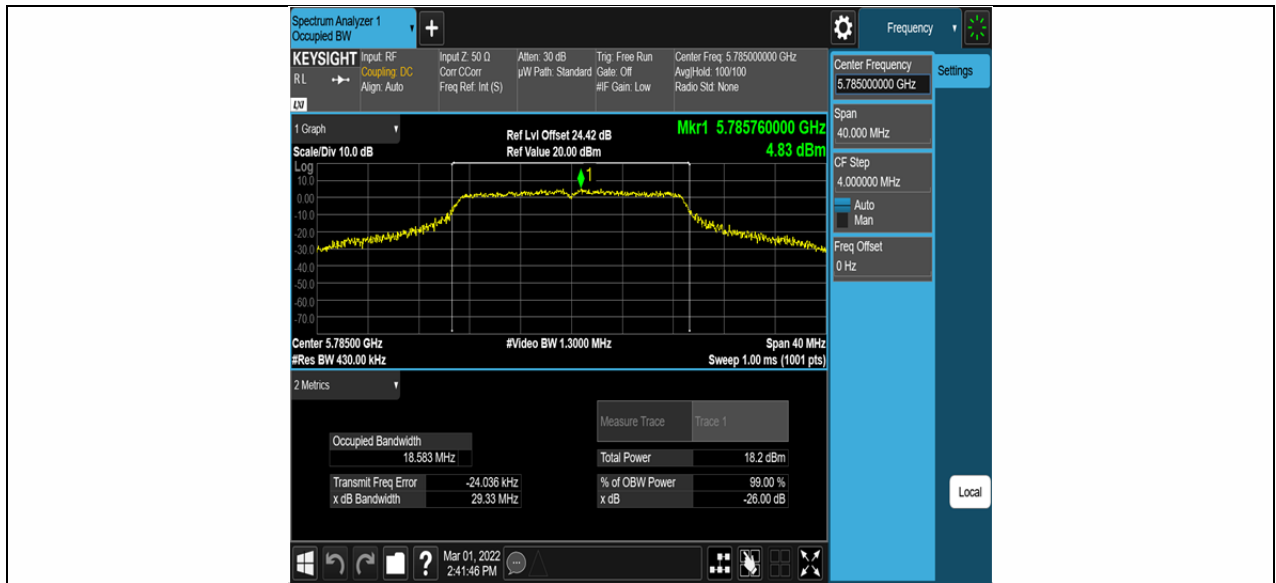 Spectrum Analyzer 1
Occupied BW
+
Frequency
KEYSIGHT
RL
LXI
Input: RF
Coupling: DC
Align: Auto
Input Z: 50 Ω
Corr CCorr
Freq Ref: Int (S)
Atten: 30 dB
µW Path: Standard
Trig: Free Run
Gate: Off
#IF Gain: Low
Center Freq: 5.785000000 GHz
Avg|Hold: 100/100
Radio Std: None
Center Frequency
5.785000000 GHz
Settings
Span
40.000 MHz
CF Step
4.000000 MHz
Auto
Man
Freq Offset
0 Hz
Local
1 Graph
Scale/Div 10.0 dB
Ref Lvl Offset 24.42 dB
Ref Value 20.00 dBm
Mkr1 5.785760000 GHz
4.83 dBm
Log
10.0
0.00
-10.0
-20.0
-30.0
-40.0
-50.0
-60.0
-70.0
1
Center 5.78500 GHz
#Res BW 430.00 kHz
#Video BW 1.3000 MHz
Span 40 MHz
Sweep 1.00 ms (1001 pts)
2 Metrics
Measure Trace Trace 1
Occupied Bandwidth
18.583 MHz
Total Power 18.2 dBm
Transmit Freq Error -24.036 kHz
% of OBW Power 99.00 %
x dB Bandwidth 29.33 MHz
x dB -26.00 dB
?
Mar 01, 2022
2:41:46 PM